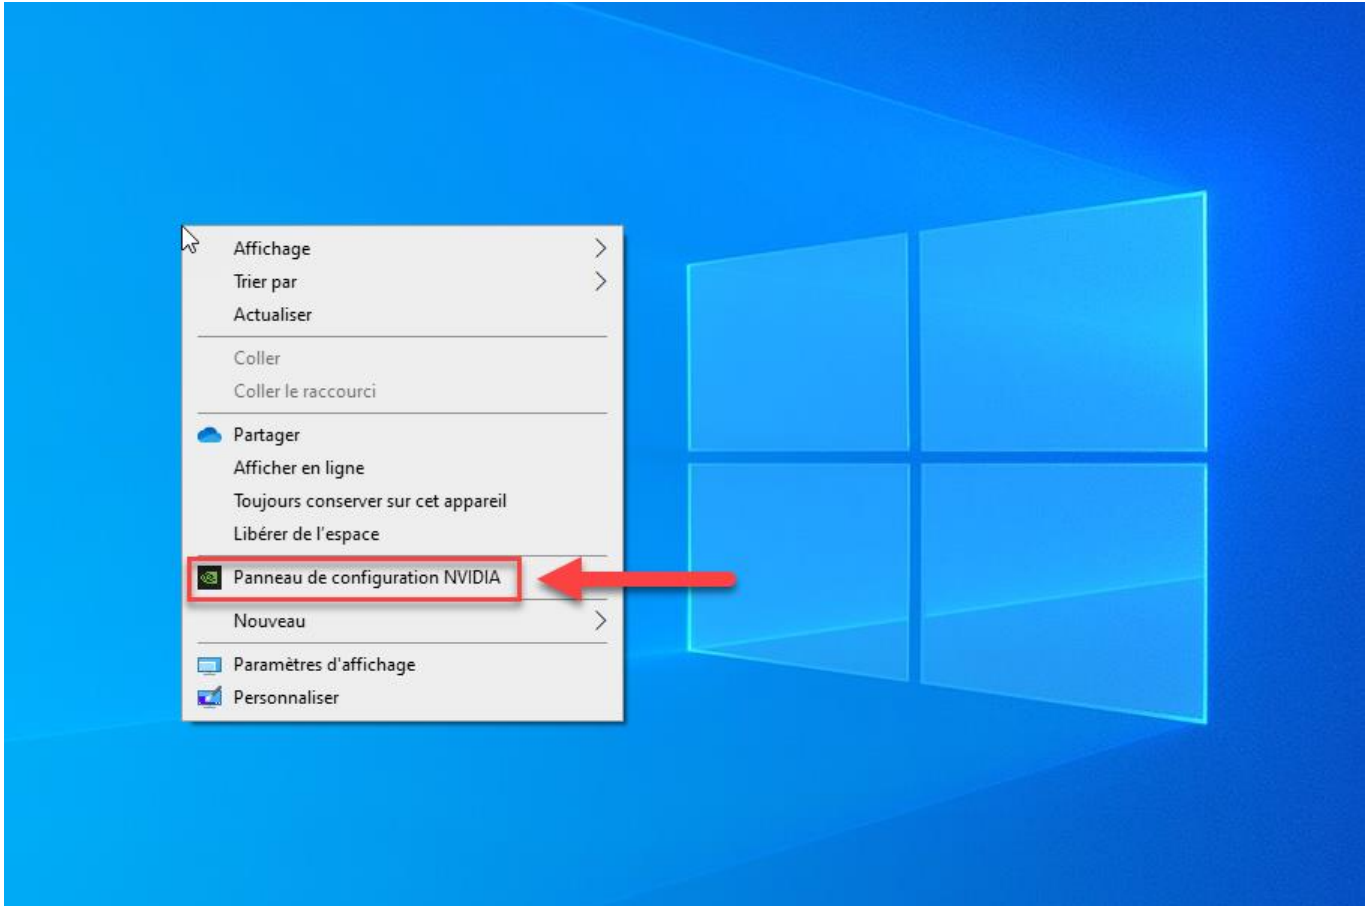 Affichage
Trier par
Actualiser
Coller
Coller le raccourci
Partager
Afficher en ligne
Toujours conserver sur cet appareil
Libérer de l'espace
Panneau de configuration NVIDIA
Nouveau
Paramètres d'affichage
Personnaliser